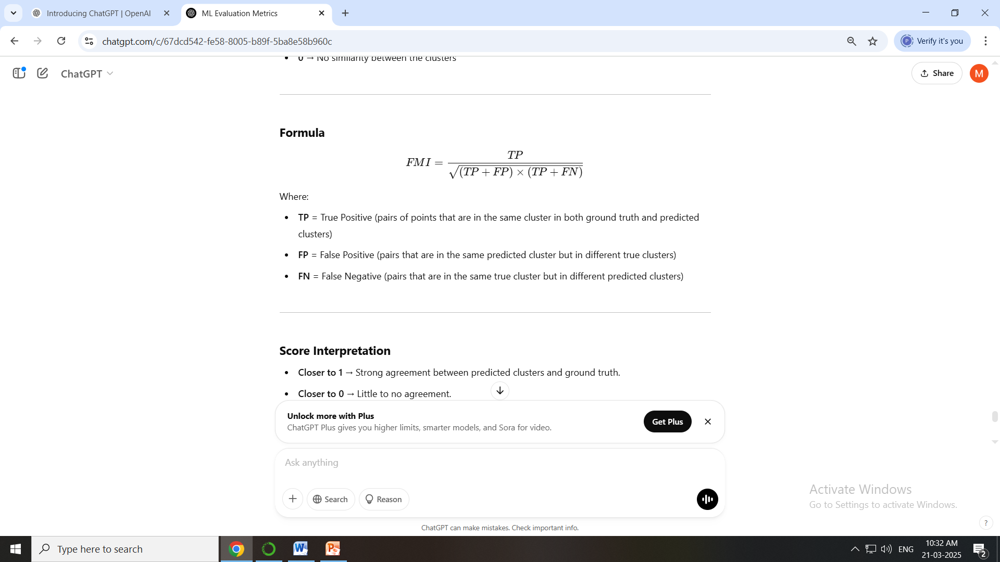 Introducing ChatGPT | OpenAI
ML Evaluation Metrics
chatgpt.com/c/67dcd542-fe58-8005-b89f-5ba8e58b960c
P
Verify it's you
0 → No similarity between the clusters
ChatGPT
Share
M
Formula
FMI = TP / √(TP + FP) × (TP + FN)
Where:
• TP = True Positive (pairs of points that are in the same cluster in both ground truth and predicted
clusters)
• FP = False Positive (pairs that are in the same predicted cluster but in different true clusters)
• FN = False Negative (pairs that are in the same true cluster but in different predicted clusters)
Score Interpretation
• Closer to 1 → Strong agreement between predicted clusters and ground truth.
• Closer to 0 → Little to no agreement.
Unlock more with Plus
ChatGPT Plus gives you higher limits, smarter models, and Sora for video.
Get Plus
Ask anything
Search
Reason
Activate Windows
Go to Settings to activate Windows.
?
ChatGPT can make mistakes. Check important info.
Type here to search
W
P
ENG
10:32 AM
21-03-2025
2